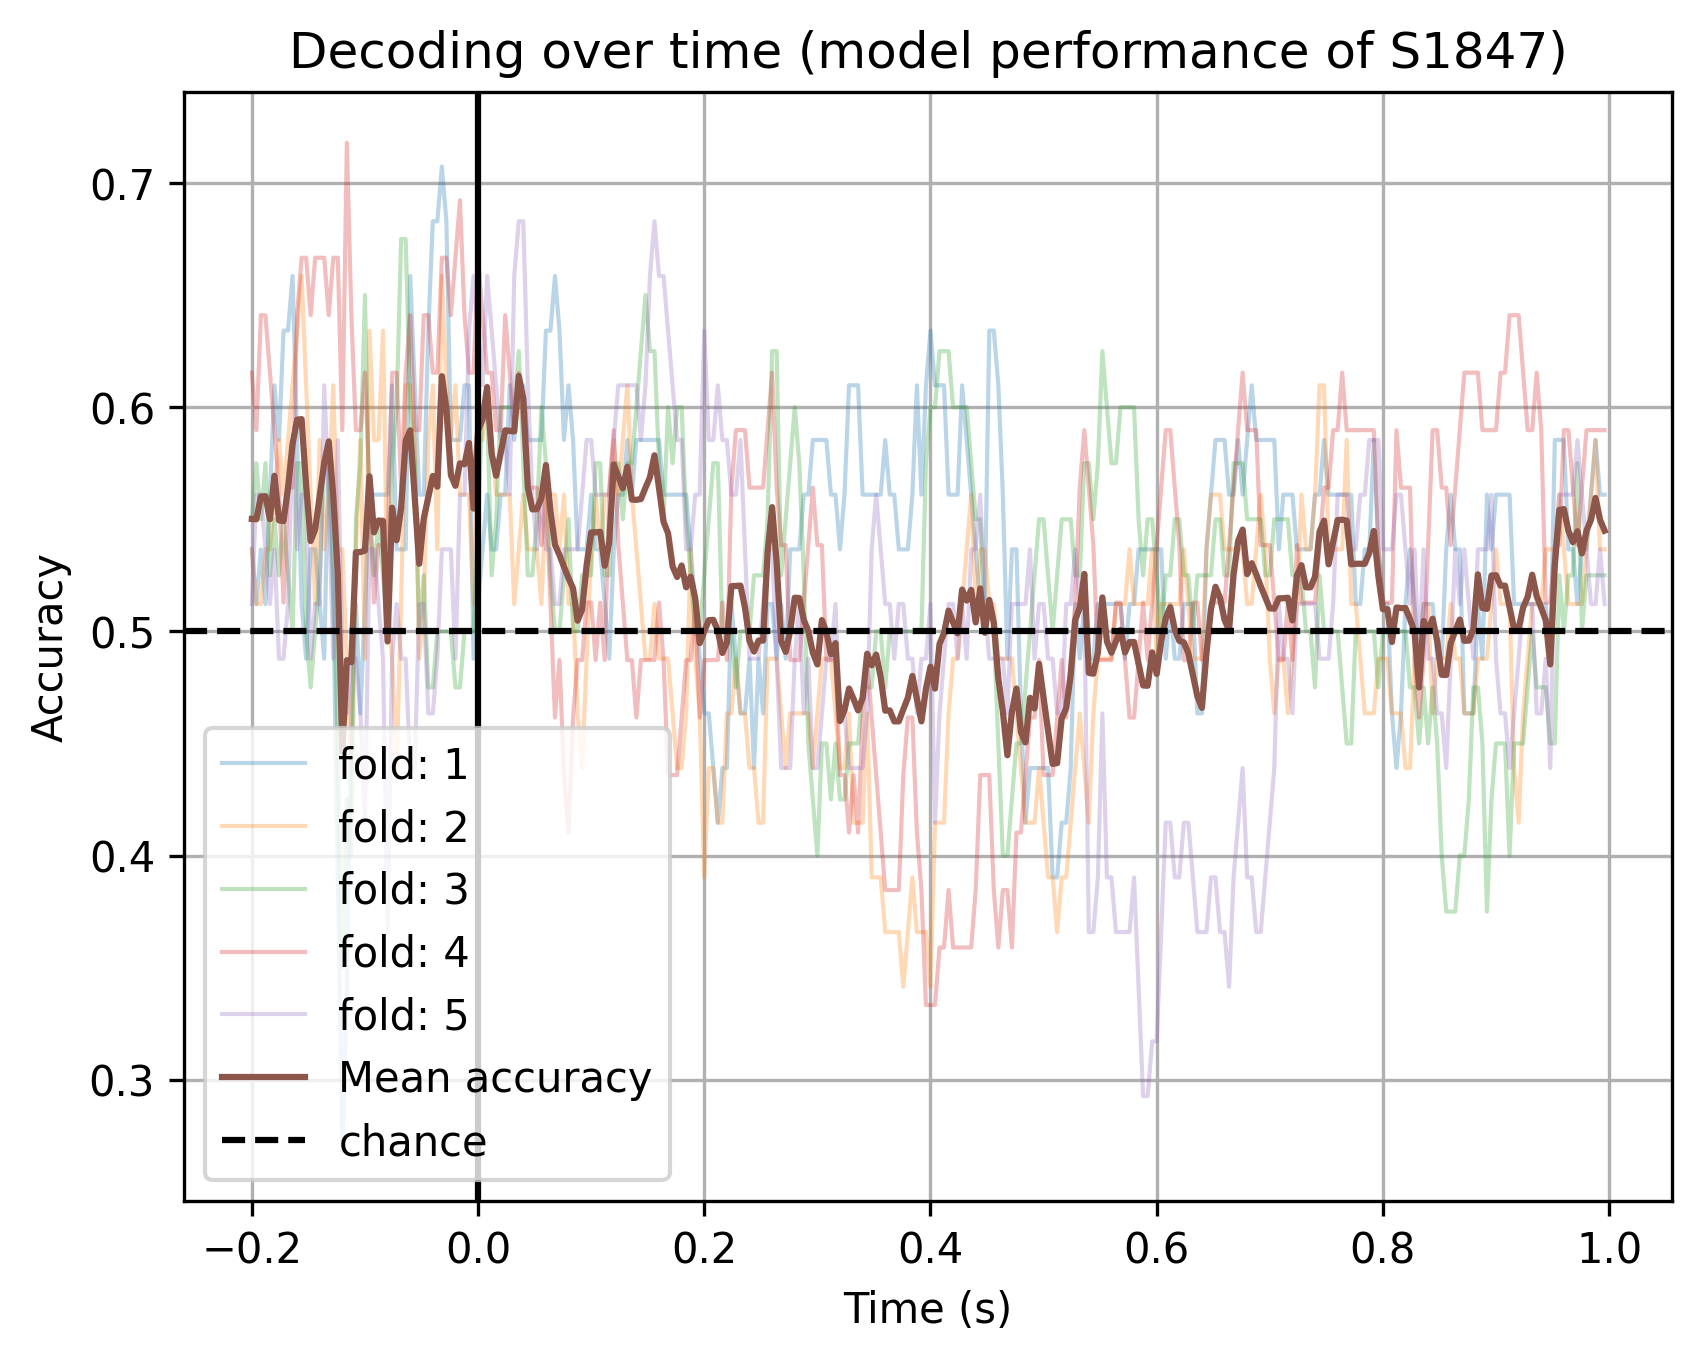 Decoding over time (model performance of S1847)
Accuracy
0.7
0.6
0.5
0.4
0.3
fold: 1
fold: 2
fold: 3
fold: 4
fold: 5
Mean accuracy
chance
−0.2 0.0 0.2 0.4 0.6 0.8 1.0
Time (s)